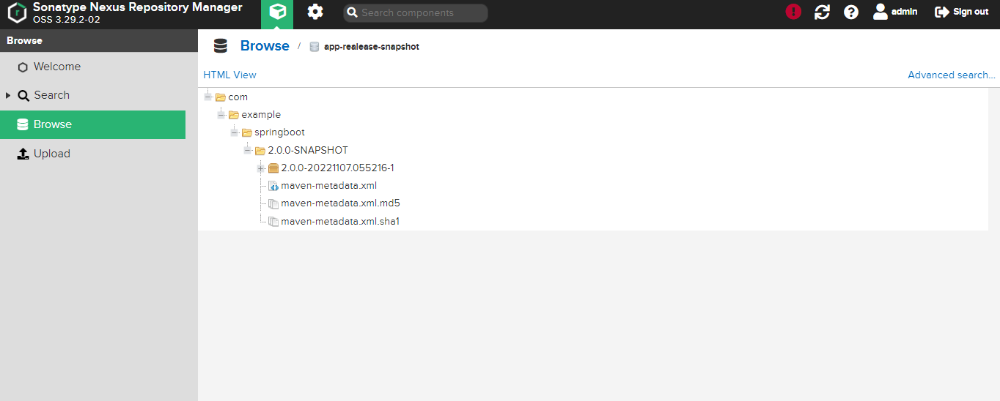 Sonatype Nexus Repository Manager
OSS 3.29.2-02
Search components
admin
Sign out
Browse
Welcome
Search
Browse
Upload
Browse / app-realease-snapshot
HTML View
Advanced search...
com
example
springboot
2.0.0-SNAPSHOT
2.0.0-20221107.055216-1
maven-metadata.xml
maven-metadata.xml.md5
maven-metadata.xml.sha1